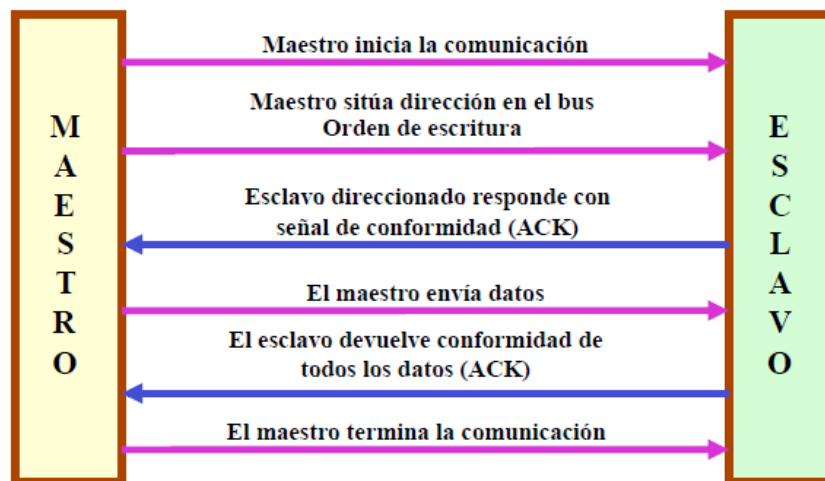 MAESTRO
Maestro inicia la comunicación
Maestro sitúa dirección en el bus
Orden de escritura
Esclavo direccionado responde con
señal de conformidad (ACK)
El maestro envía datos
El esclavo devuelve conformidad de
todos los datos (ACK)
El maestro termina la comunicación
ESCLAVO